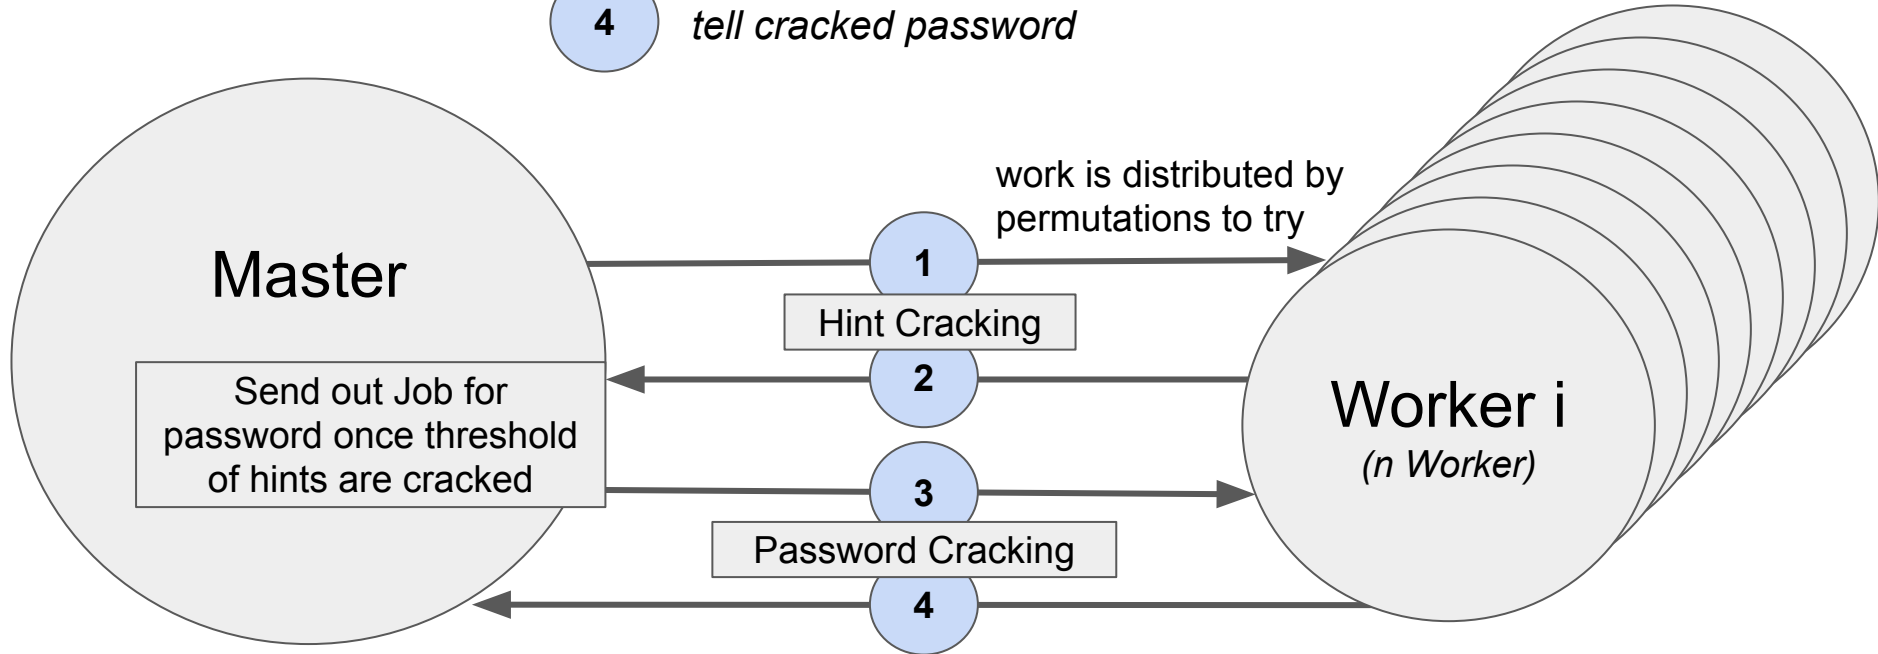 4 tell cracked password
work is distributed by
permutations to try
1
Master
Hint Cracking
2
Send out Job for
password once threshold
of hints are cracked
Worker i
(n Worker)
3
Password Cracking
4